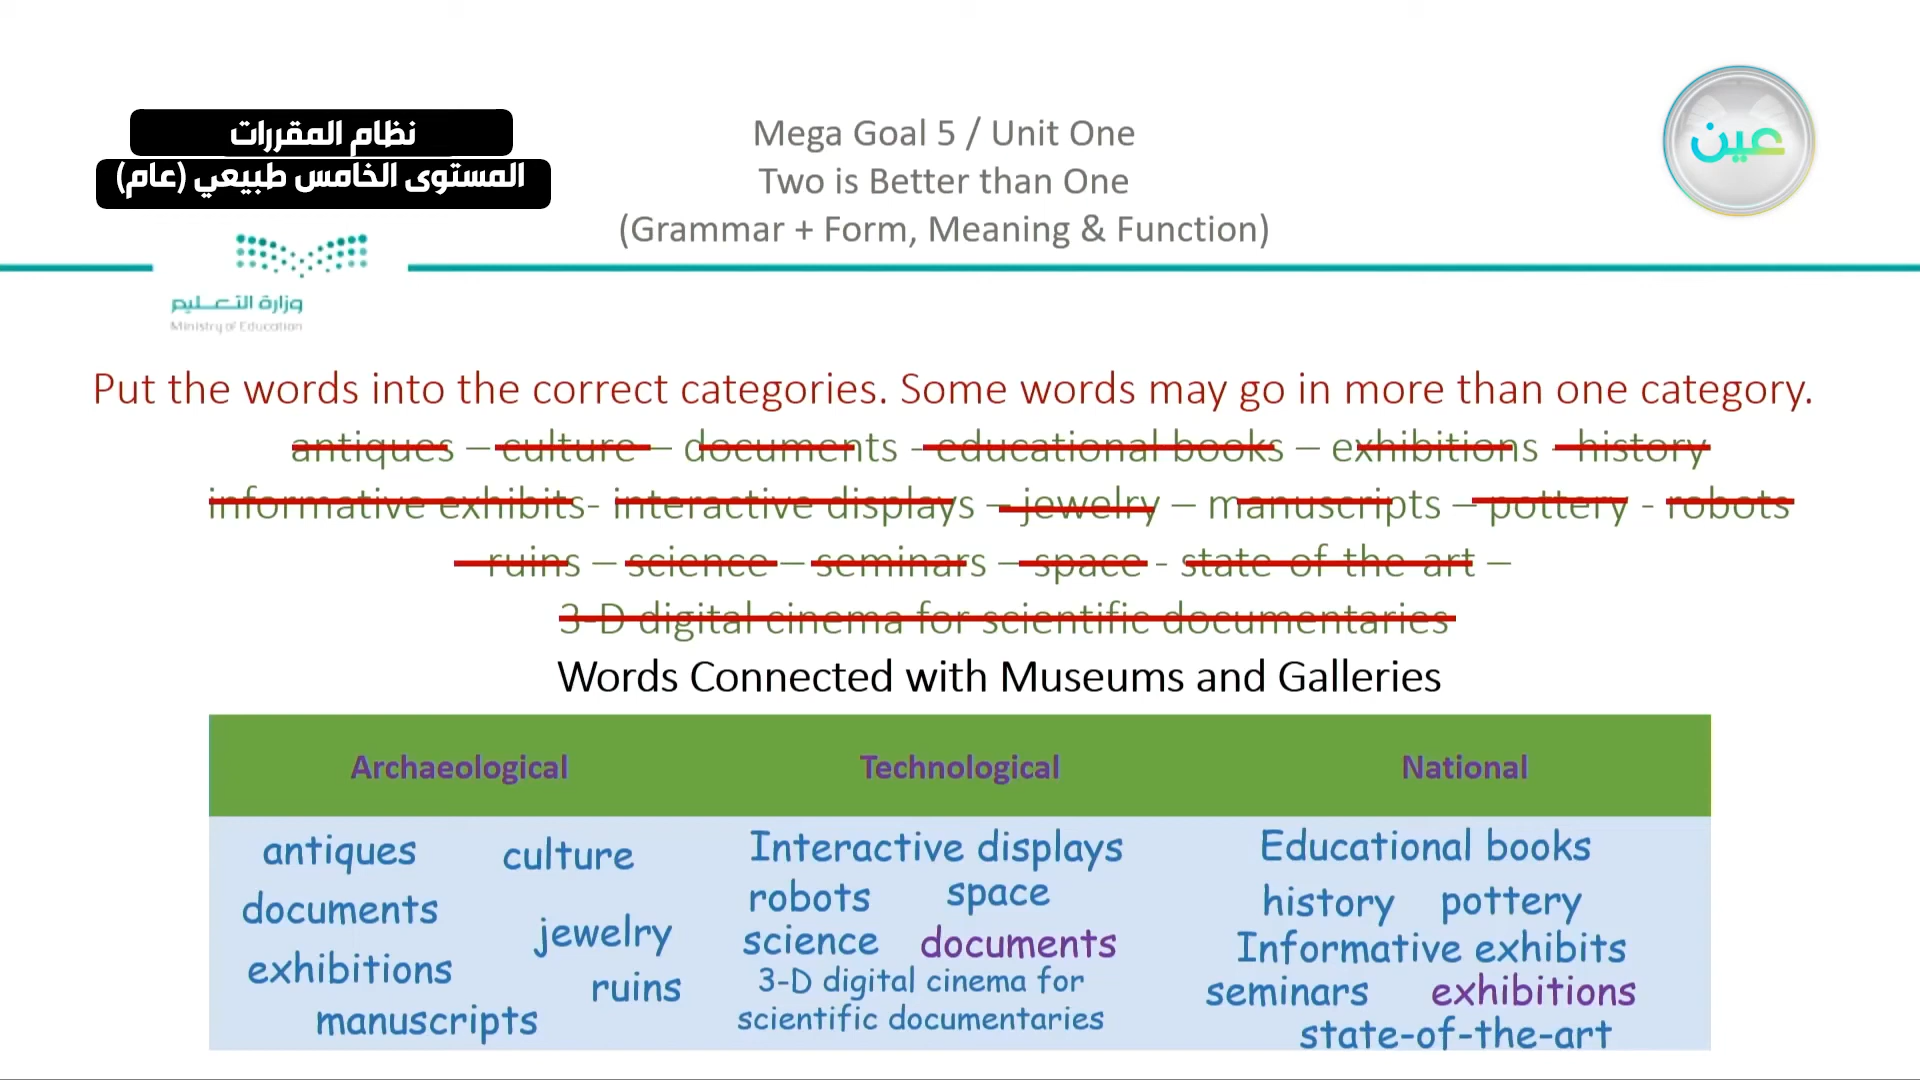 نظام المقررات
المستوى الخامس طبيعي (عام)
Mega Goal 5 / Unit One
Two is Better than One
(Grammar + Form, Meaning & Function)
عين
وزارة التعليم
Ministry of Education
Put the words into the correct categories. Some words may go in more than one category.
antiques – culture – documents - educational books – exhibitions - history
informative exhibits- interactive displays – jewelry – manuscripts – pottery - robots
ruins – science – seminars – space - state of the art –
3-D digital cinema for scientific documentaries
Words Connected with Museums and Galleries
Archaeological Technological National
antiques culture Interactive displays Educational books
documents jewelry robots space history pottery
science documents Informative exhibits
exhibitions ruins 3-D digital cinema for seminars exhibitions
manuscripts scientific documentaries state-of-the-art